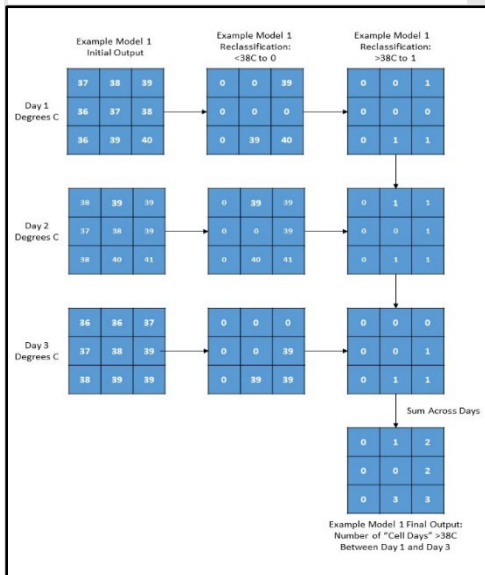 Example Model 1
Initial Output
Example Model 1
Reclassification:
<38C to 0
Example Model 1
Reclassification:
>38C to 1
Day 1
Degrees C
37 38 39
36 37 38
36 39 40
0 0 39
0 0 0
0 39 40
0 0 1
0 0 0
0 1 1
Day 2
Degrees C
38 39 39
37 38 39
38 40 41
0 39 39
0 0 39
0 40 41
0 1 1
0 0 1
0 1 1
Day 3
Degrees C
36 36 37
37 38 39
38 39 39
0 0 0
0 0 39
0 39 39
0 0 0
0 0 1
0 1 1
Sum Across Days
0 1 2
0 0 2
0 3 3
Example Model 1 Final Output:
Number of "Cell Days" >38C
Between Day 1 and Day 3